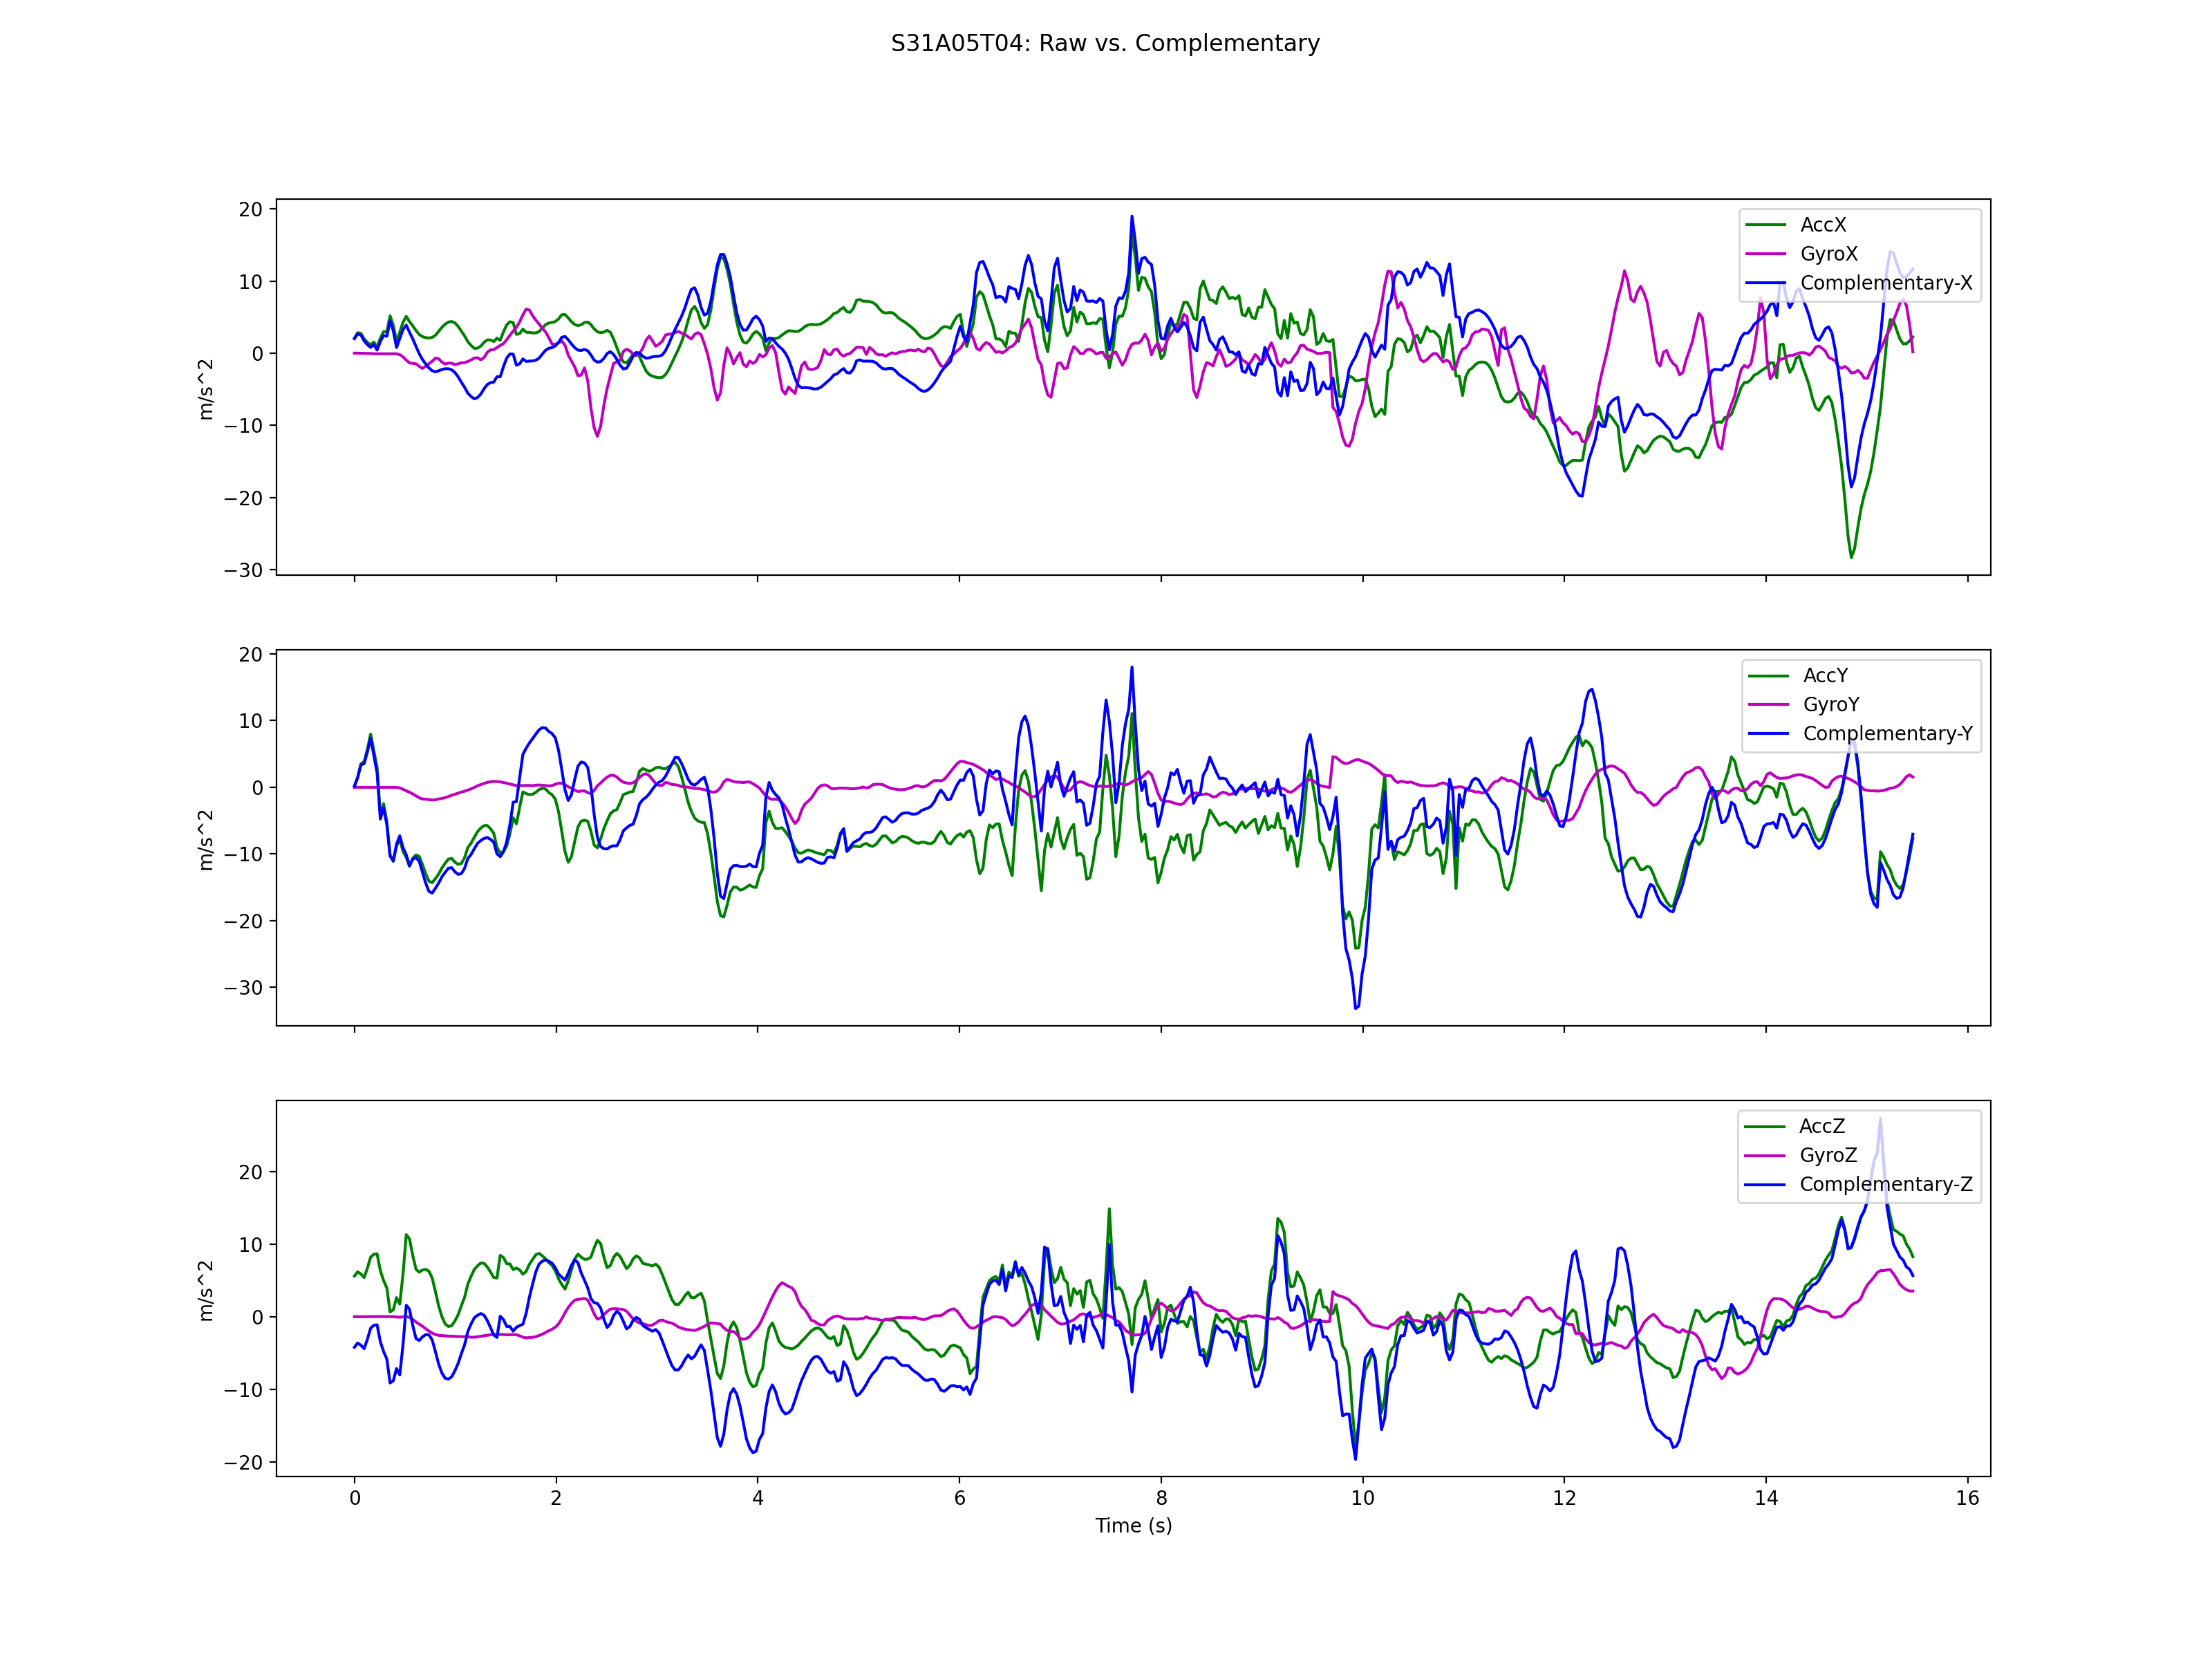 S31A05T04: Raw vs. Complementary
20
10
0
−10
−20
−30
m/s^2
AccX
GyroX
Complementary-X
20
10
0
−10
−20
−30
m/s^2
AccY
GyroY
Complementary-Y
20
10
0
−10
−20
m/s^2
AccZ
GyroZ
Complementary-Z
0 2 4 6 8 10 12 14 16
Time (s)